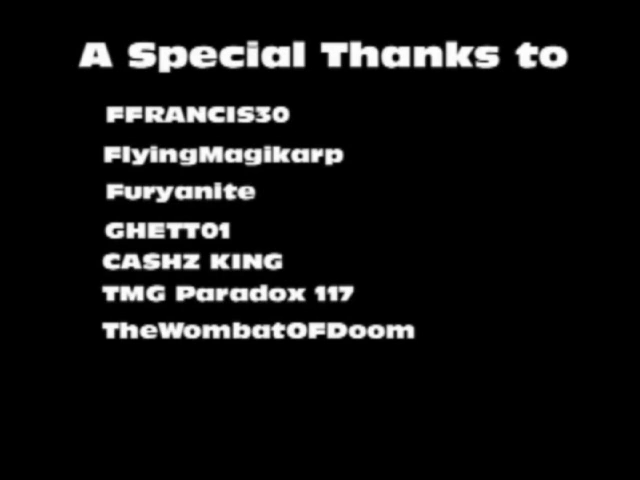 A Special Thanks to
FFRANCIS30
FlyingMagikarp
Furyanite
GHETT01
CASHZ KING
TMG Paradox 117
TheWombatOFDoom